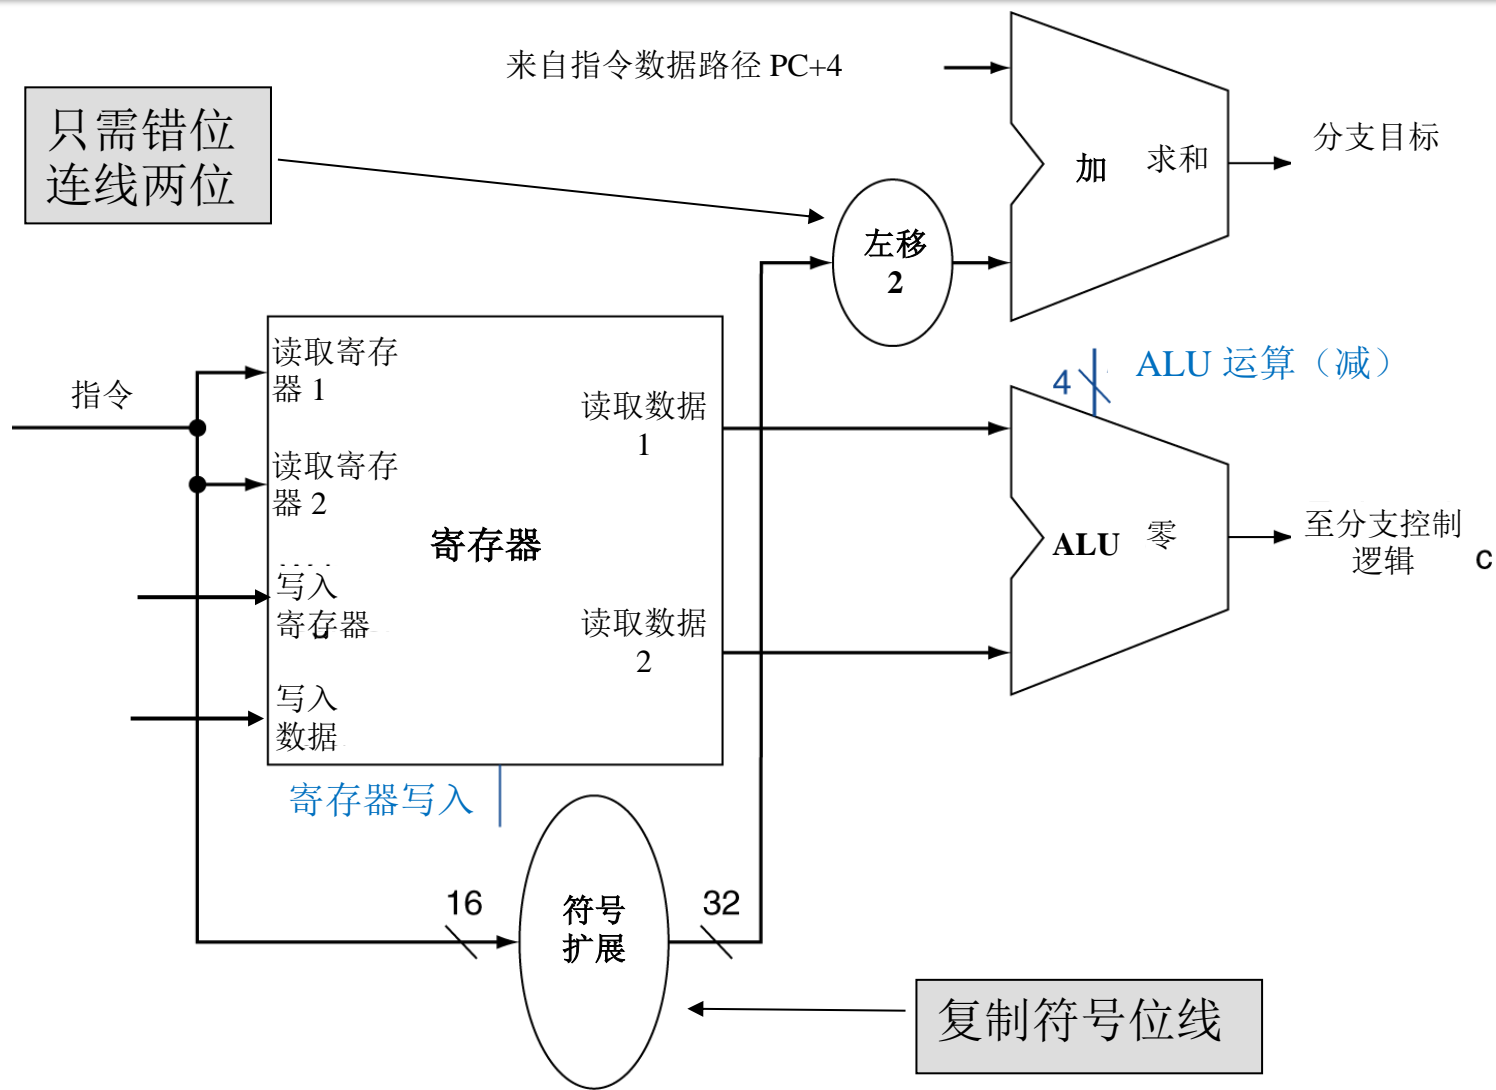 来自指令数据路径 PC+4
只需错位
连线两位
加
求和
分支目标
左移
2
ALU 运算（减）
4
读取寄存
器 1
指令
读取数据
1
读取寄存
器 2
寄存器
ALU
零
至分支控制
逻辑
c
写入
寄存器
读取数据
2
写入
数据
寄存器写入
16
32
符号
扩展
复制符号位线